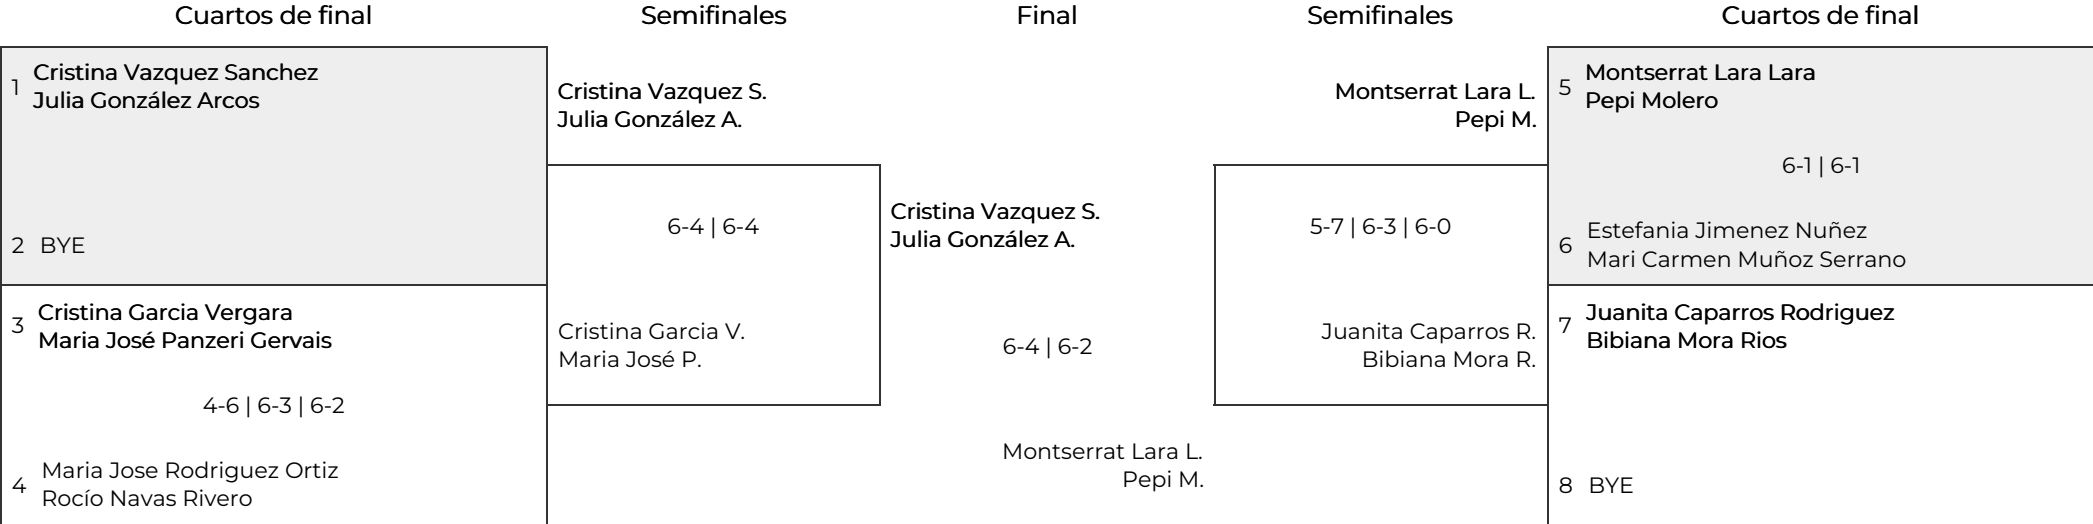 Cuartos de final
Semifinales
Final
Semifinales
Cuartos de final
1
Cristina Vazquez Sanchez
Julia González Arcos
2 BYE
3
Cristina Garcia Vergara
Maria José Panzeri Gervais
4-6 | 6-3 | 6-2
4
Maria Jose Rodriguez Ortiz
Rocío Navas Rivero
Cristina Vazquez S.
Julia González A.
6-4 | 6-4
Cristina Garcia V.
Maria José P.
Cristina Vazquez S.
Julia González A.
6-4 | 6-2
Montserrat Lara L.
Pepi M.
Montserrat Lara L.
Pepi M.
5-7 | 6-3 | 6-0
Juanita Caparros R.
Bibiana Mora R.
5
Montserrat Lara Lara
Pepi Molero
6-1 | 6-1
6
Estefania Jimenez Nuñez
Mari Carmen Muñoz Serrano
7
Juanita Caparros Rodriguez
Bibiana Mora Rios
8 BYE